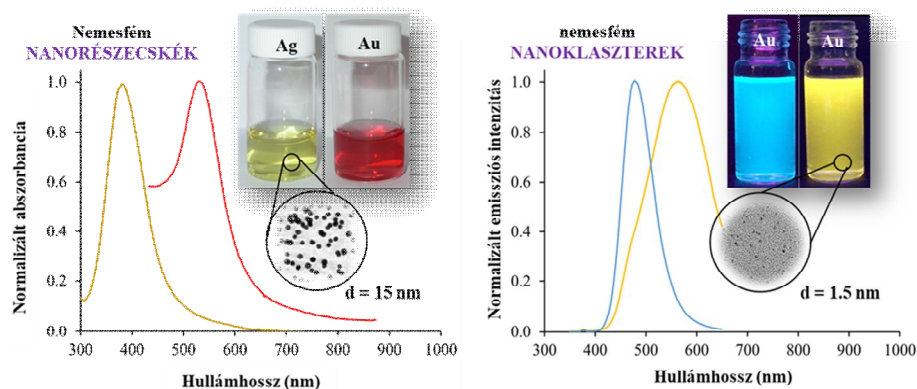 Nemesfém
NANORÉSZECSKÉK
Ag
Au
Normalizált abszorbancia
1.0
0.8
0.6
0.4
0.2
0.0
300 400 500 600 700 800 900 1000
Hullámhossz (nm)
d = 15 nm
nemesfém
NANOKLASZTEREK
Au
Au
Normalizált emissziós intenzitás
1.0
0.8
0.6
0.4
0.2
0.0
300 400 500 600 700 800 900 1000
Hullámhossz (nm)
d = 1.5 nm